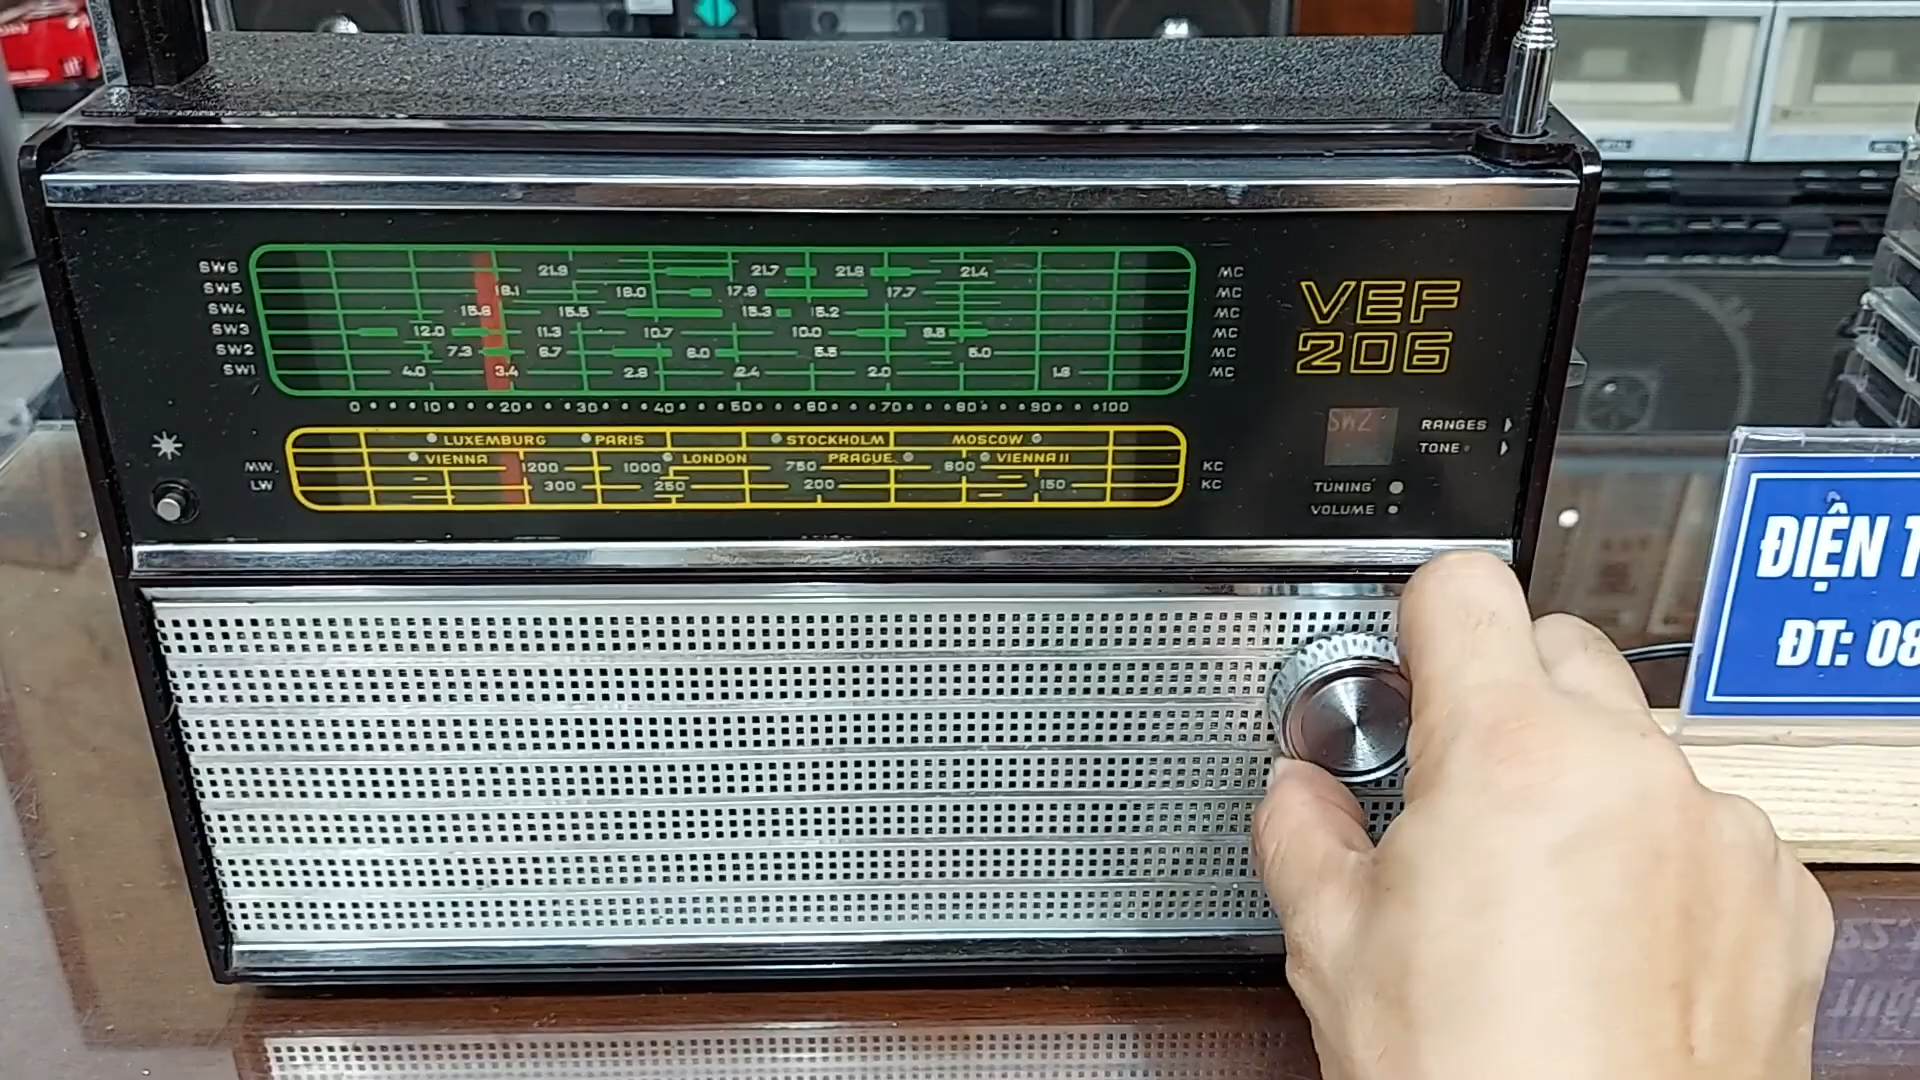 SW6 21.9 21.7 21.6 21.4 MC
SW5 18.1 18.0 17.9 17.7 MC
SW4 15.6 15.5 15.3 15.2 MC
SW3 12.0 11.3 10.7 10.0 9.5 MC
SW2 7.3 6.7 6.0 5.5 5.0 MC
SW1 4.0 3.4 2.8 2.4 2.0 1.8 MC
0 10 20 30 40 50 60 70 80 90 100
VEF
206
SW2
RANGES
TONE
TUNING
VOLUME
LUXEMBURG PARIS STOCKHOLM MOSCOW
VIENNA LONDON PRAGUE VIENNA II
MW 1200 1000 750 600 KC
LW 300 250 200 150 KC
ĐIỆN T
ĐT: 08